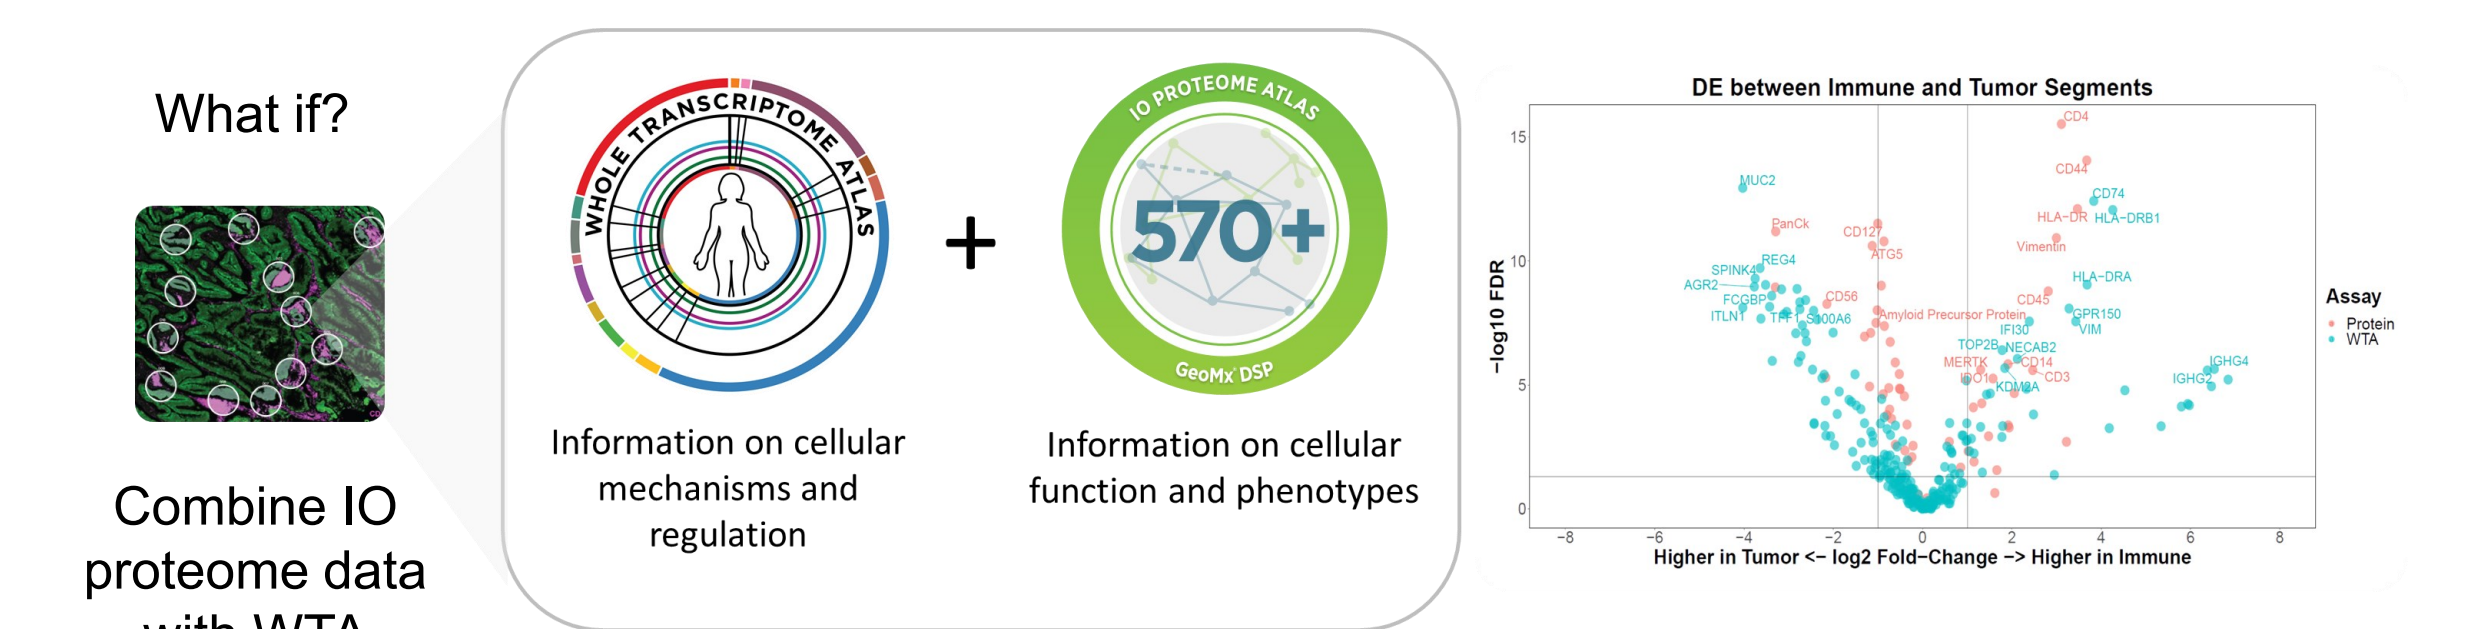 What if?
Combine IO
proteome data
with WTA
WHOLE TRANSCRIPTOME ATLAS
Information on cellular
mechanisms and
regulation
+
IO PROTEOME ATLAS
570+
GeoMx® DSP
Information on cellular
function and phenotypes
DE between Immune and Tumor Segments
−log10 FDR
15
10
5
0
CD4
CD44
MUC2
CD74
HLA−DR
HLA−DRB1
PanCk
CD127
ATG5
Vimentin
REG4
SPINK4
AGR2
HLA−DRA
FCGBP
CD56
CD45
ITLN1
TFF1
S100A6
Amyloid Precursor Protein
GPR150
IFI30
VIM
TOP2B
NECAB2
MERTK
CD14
IDO1
CD3
KDM2A
IGHG4
IGHG2
−8
−6
−4
−2
0
2
4
6
8
Higher in Tumor <− log2 Fold−Change −> Higher in Immune
Assay
Protein
WTA